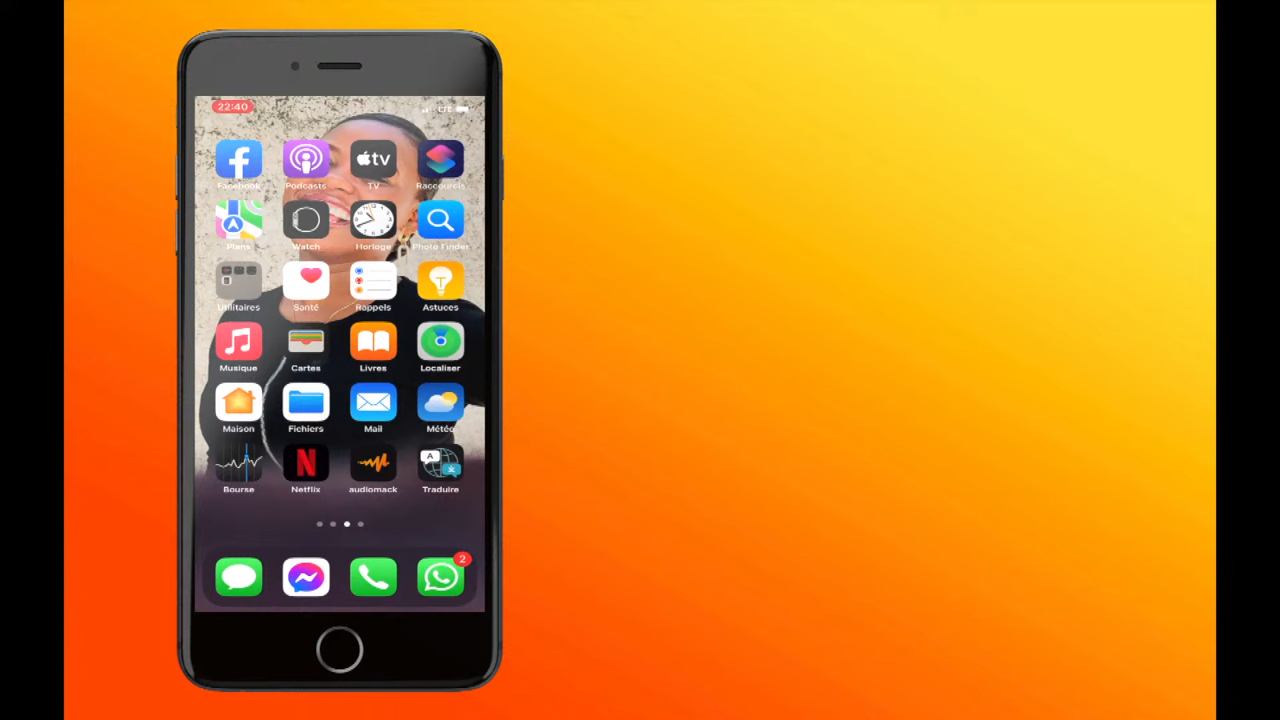 22:40 LTE
Facebook Podcasts TV Raccourcis
tv
Plans Watch Horloge Photo Finder
Utilitaires Santé Rappels Astuces
Musique Cartes Livres Localiser
Maison Fichiers Mail Météo
N A
Bourse Netflix audiomack Traduire
2